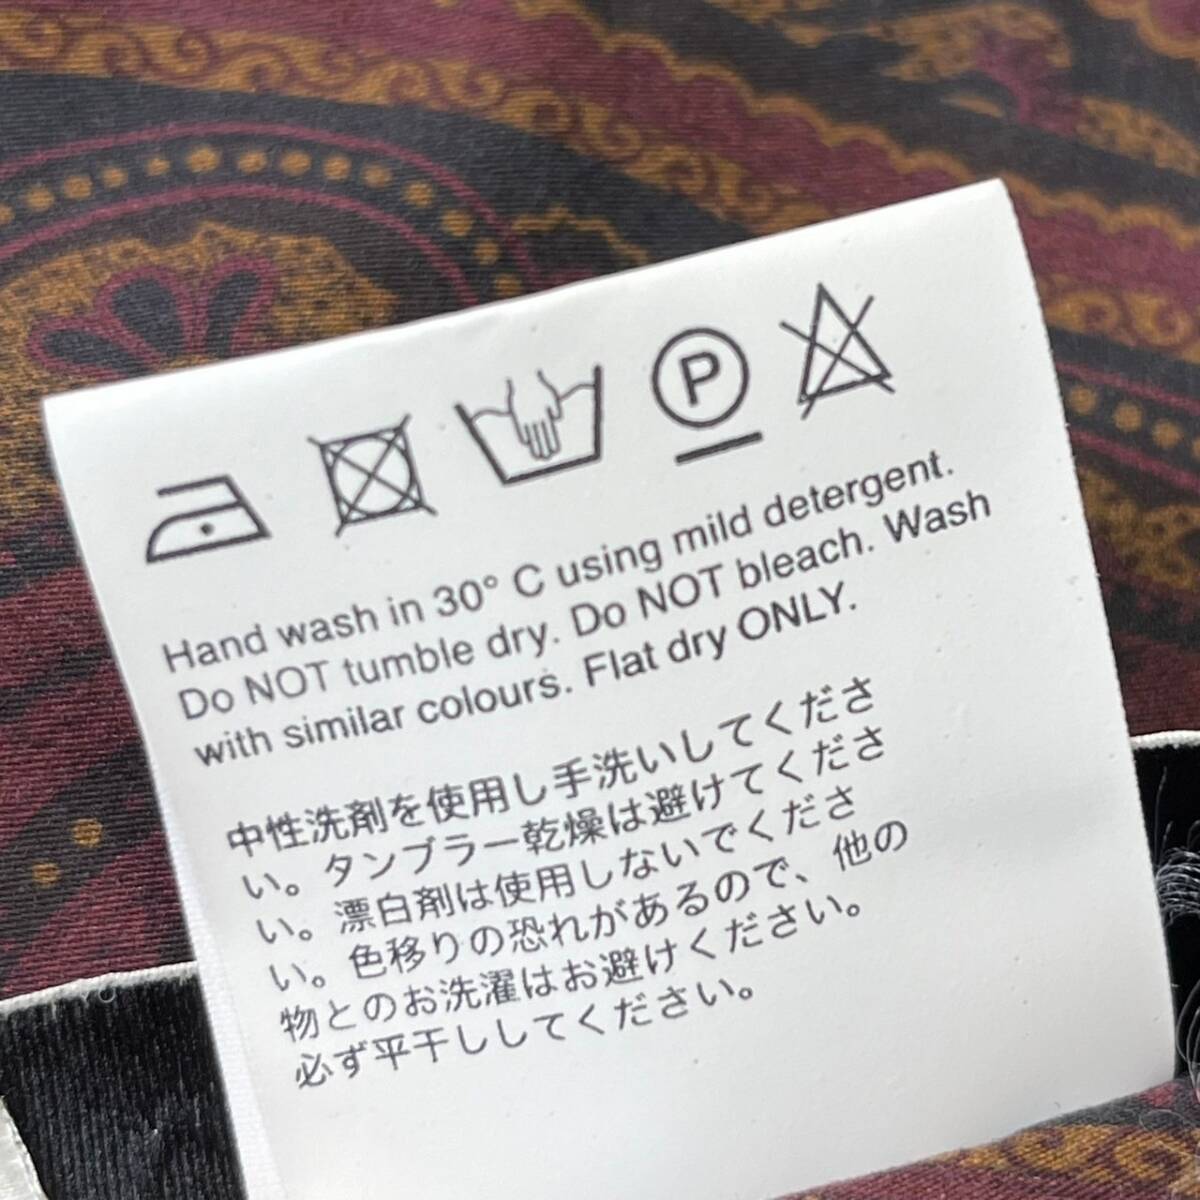 P
Hand wash in 30° C using mild detergent.
Do NOT tumble dry. Do NOT bleach. Wash
with similar colours. Flat dry ONLY.
中性洗剤を使用し手洗いしてくださ
い。タンブラー乾燥は避けてくださ
い。漂白剤は使用しないでくださ
い。色移りの恐れがあるので、他の
物とのお洗濯はお避けください。
必ず平干ししてください。